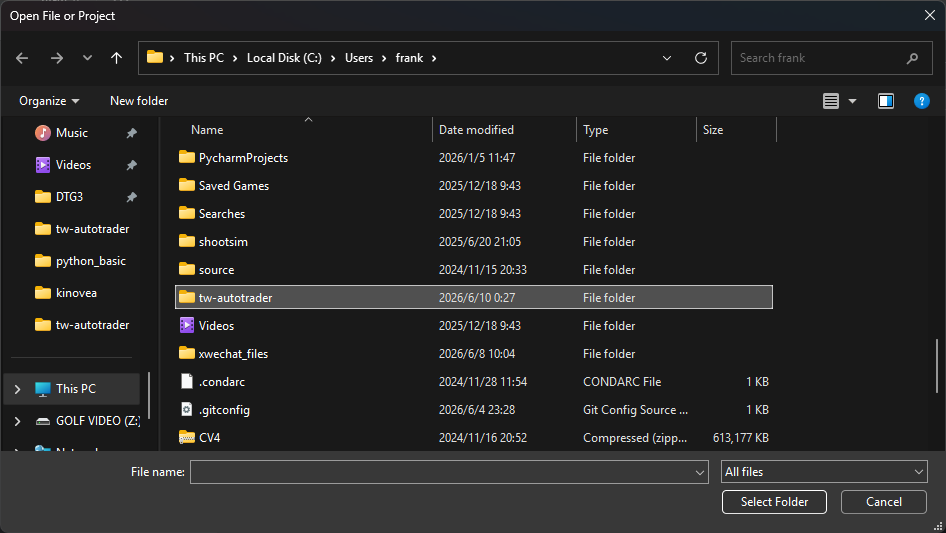 Open File or Project
This PC
Local Disk (C:)
Users
frank
Search frank
Organize
New folder
Name
Date modified
Type
Size
Music
Videos
DTG3
tw-autotrader
python_basic
kinovea
tw-autotrader
This PC
GOLF VIDEO (Z:)
PycharmProjects 2026/1/5 11:47 File folder
Saved Games 2025/12/18 9:43 File folder
Searches 2025/12/18 9:43 File folder
shootsim 2025/6/20 21:05 File folder
source 2024/11/15 20:33 File folder
tw-autotrader 2026/6/10 0:27 File folder
Videos 2025/12/18 9:43 File folder
xwechat_files 2026/6/8 10:04 File folder
.condarc 2024/11/28 11:54 CONDARC File 1 KB
.gitconfig 2026/6/4 23:28 Git Config Source ... 1 KB
CV4 2024/11/16 20:52 Compressed (zipp... 613,177 KB
File name:
All files
Select Folder
Cancel